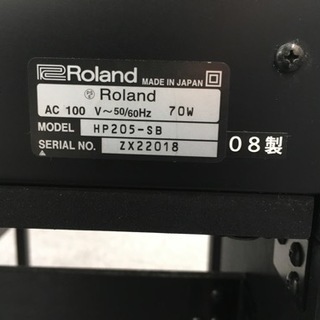 Roland MADE IN JAPAN
Roland
AC 100 V~50/60Hz 70W
MODEL HP205-SB
SERIAL NO. ZX22018
08製